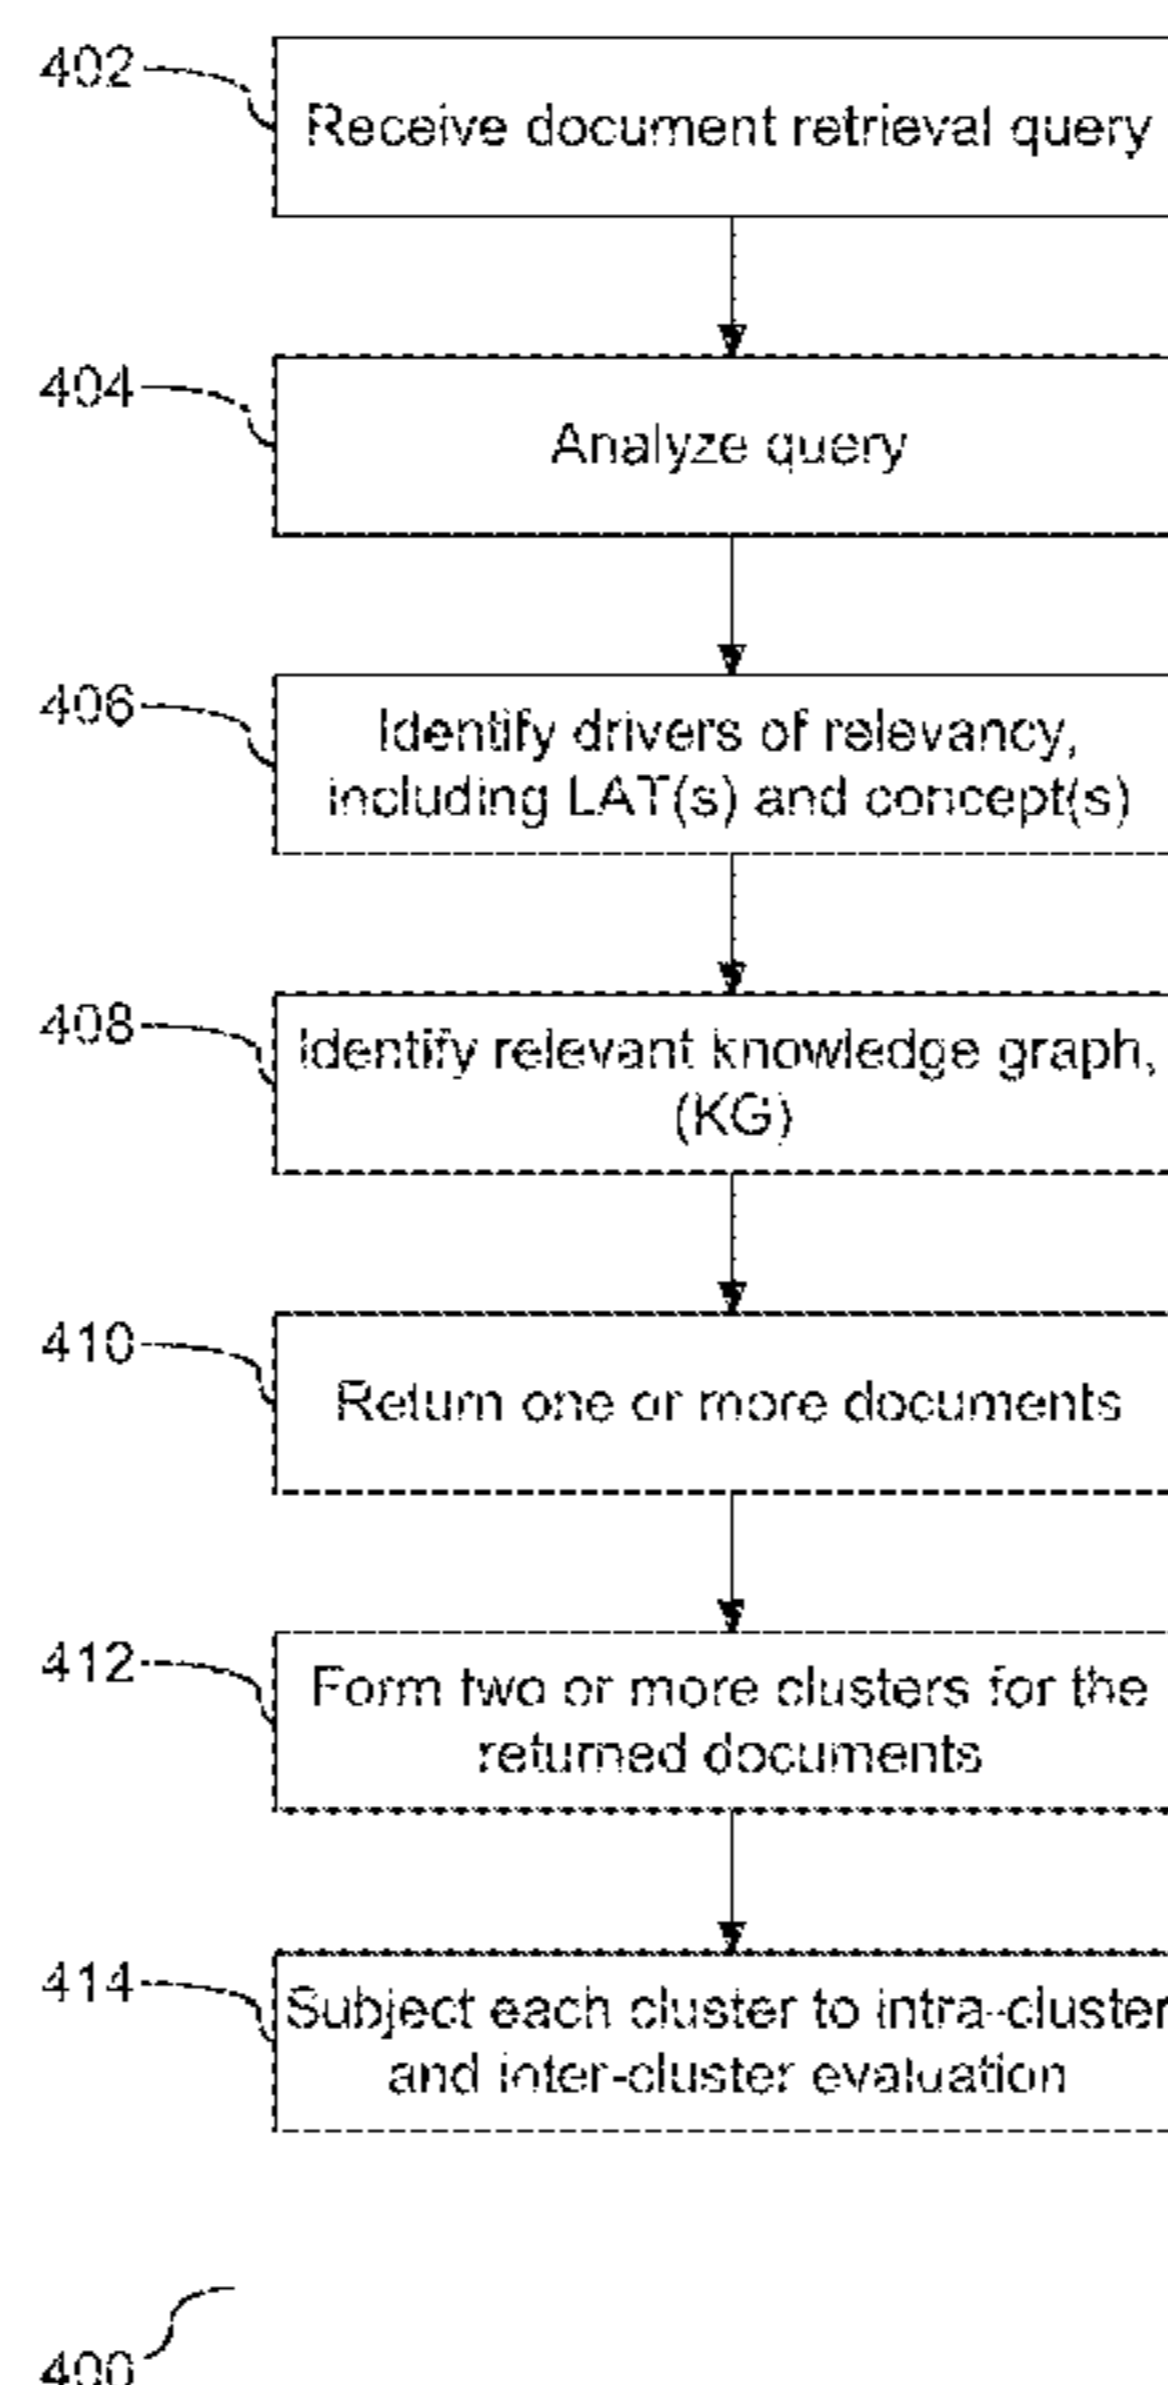 402
Receive document retrieval query
404
Analyze query
406
Identify drivers of relevancy,
including LAT(s) and concept(s)
408
Identify relevant knowledge graph,
(KG)
410
Return one or more documents
412
Form two or more clusters for the
returned documents
414
Subject each cluster to intra-cluster
and inter-cluster evaluation
400